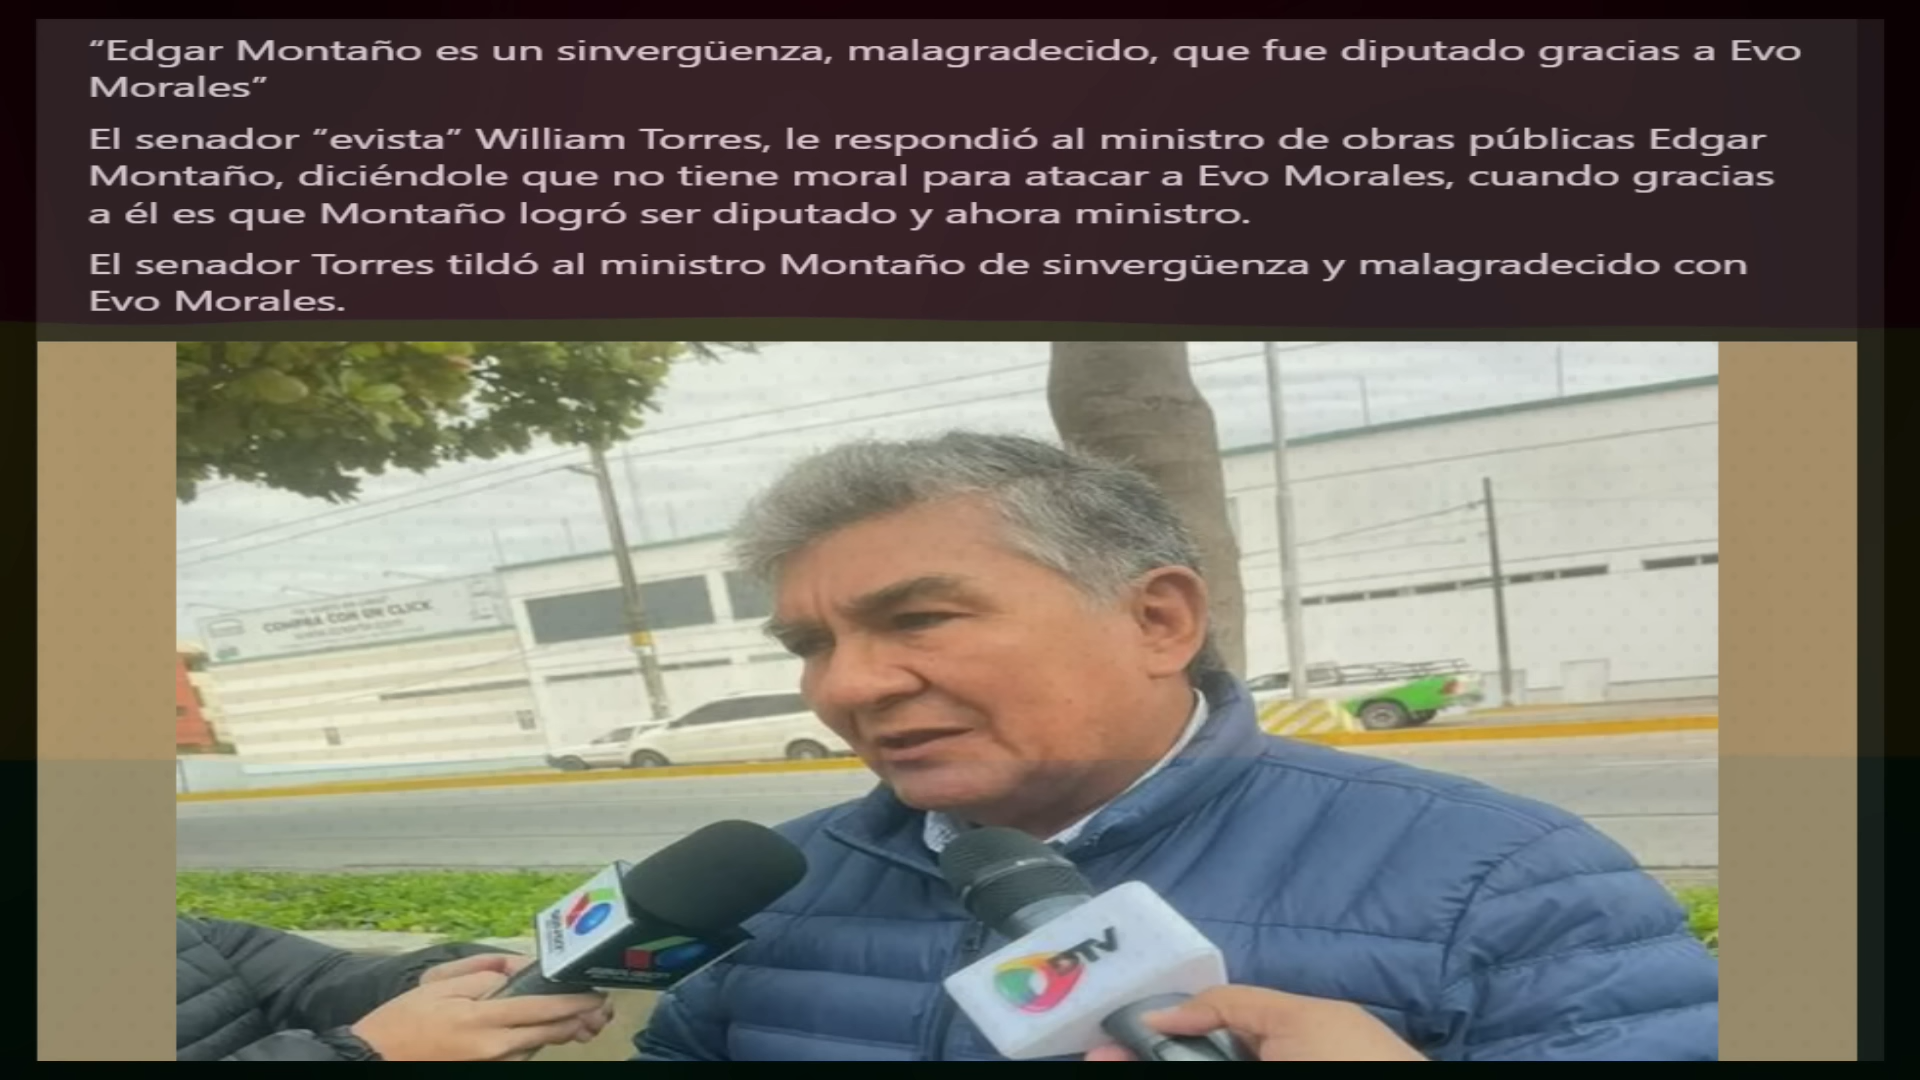 “Edgar Montaño es un sinvergüenza, malagradecido, que fue diputado gracias a Evo
Morales”
El senador “evista” William Torres, le respondió al ministro de obras públicas Edgar
Montaño, diciéndole que no tiene moral para atacar a Evo Morales, cuando gracias
a él es que Montaño logró ser diputado y ahora ministro.
El senador Torres tildó al ministro Montaño de sinvergüenza y malagradecido con
Evo Morales.
COMPRA CON UN CLICK
DTV